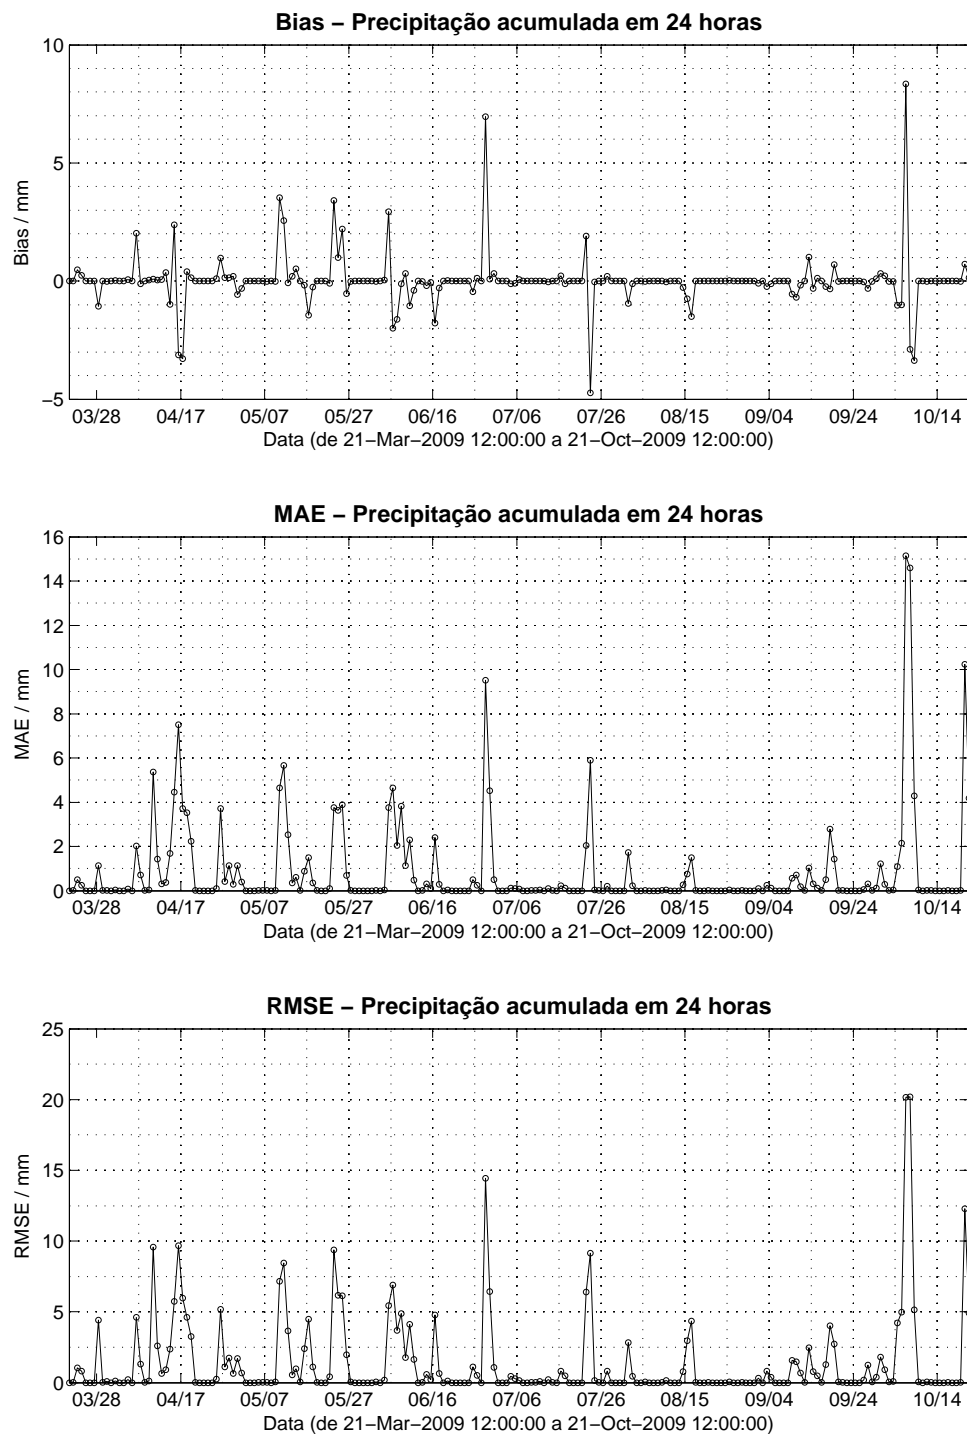 Bias – Precipitação acumulada em 24 horas
10
5
0
−5
Bias / mm
03/28 04/17 05/07 05/27 06/16 07/06 07/26 08/15 09/04 09/24 10/14
Data (de 21−Mar−2009 12:00:00 a 21−Oct−2009 12:00:00)
MAE – Precipitação acumulada em 24 horas
16
14
12
10
8
6
4
2
0
MAE / mm
03/28 04/17 05/07 05/27 06/16 07/06 07/26 08/15 09/04 09/24 10/14
Data (de 21−Mar−2009 12:00:00 a 21−Oct−2009 12:00:00)
RMSE – Precipitação acumulada em 24 horas
25
20
15
10
5
0
RMSE / mm
03/28 04/17 05/07 05/27 06/16 07/06 07/26 08/15 09/04 09/24 10/14
Data (de 21−Mar−2009 12:00:00 a 21−Oct−2009 12:00:00)